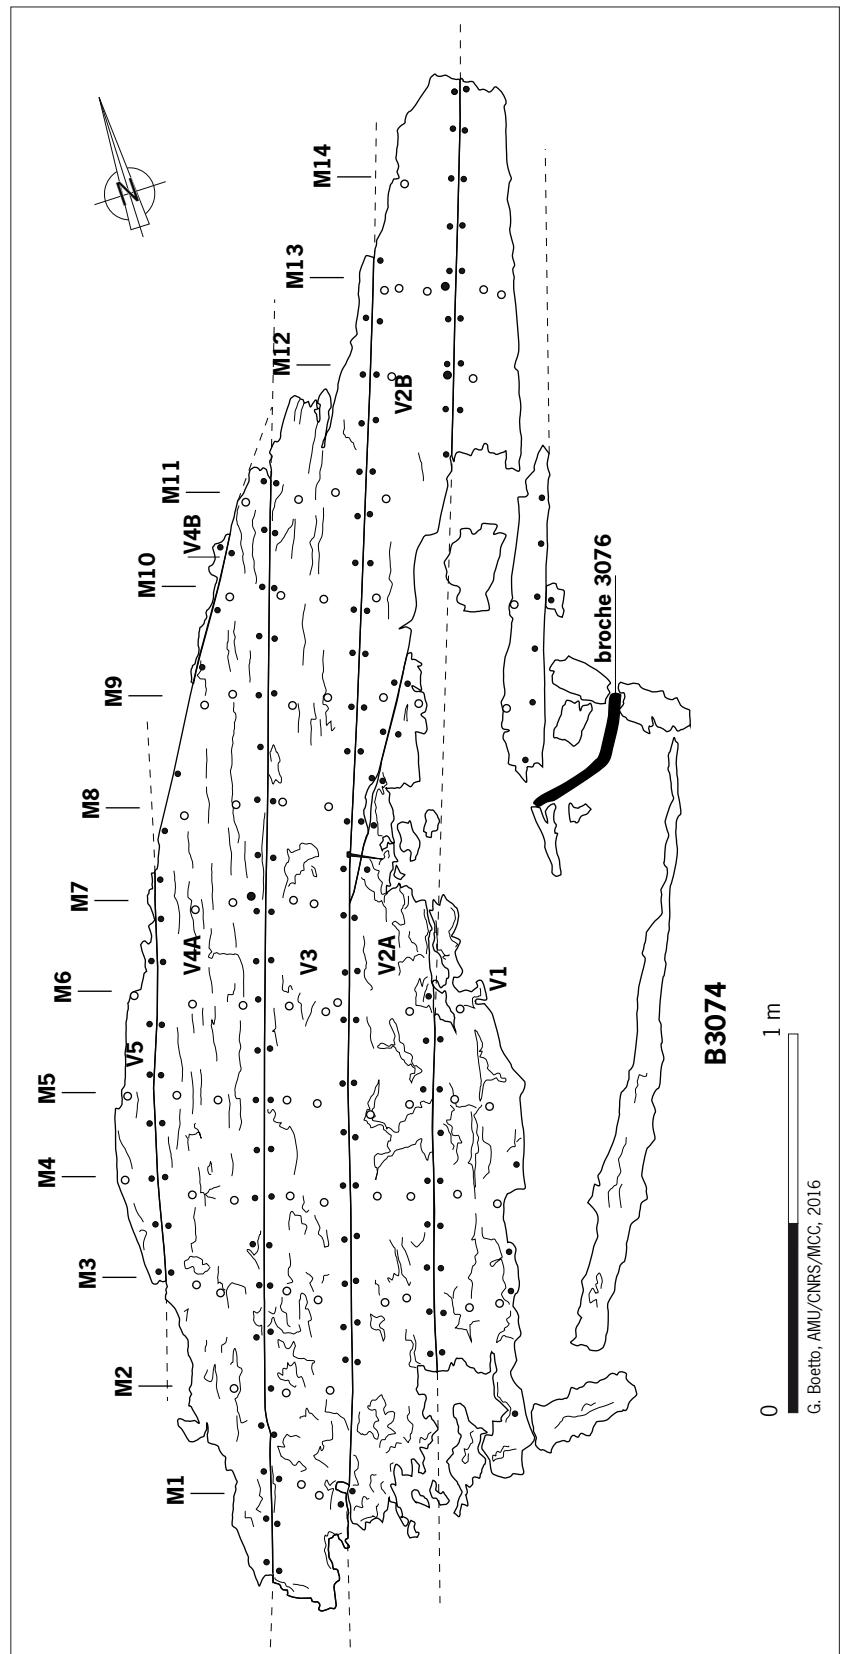 M14
M13
M12
V2B
M11
V4B
M10
broche 3076
M9
M8
M7
V4A
V3
V2A
M6
V1
V5
B3074
M5
M4
M3
M2
M1
N
0
1 m
G. Boetto, AMU/CNRS/MCC, 2016